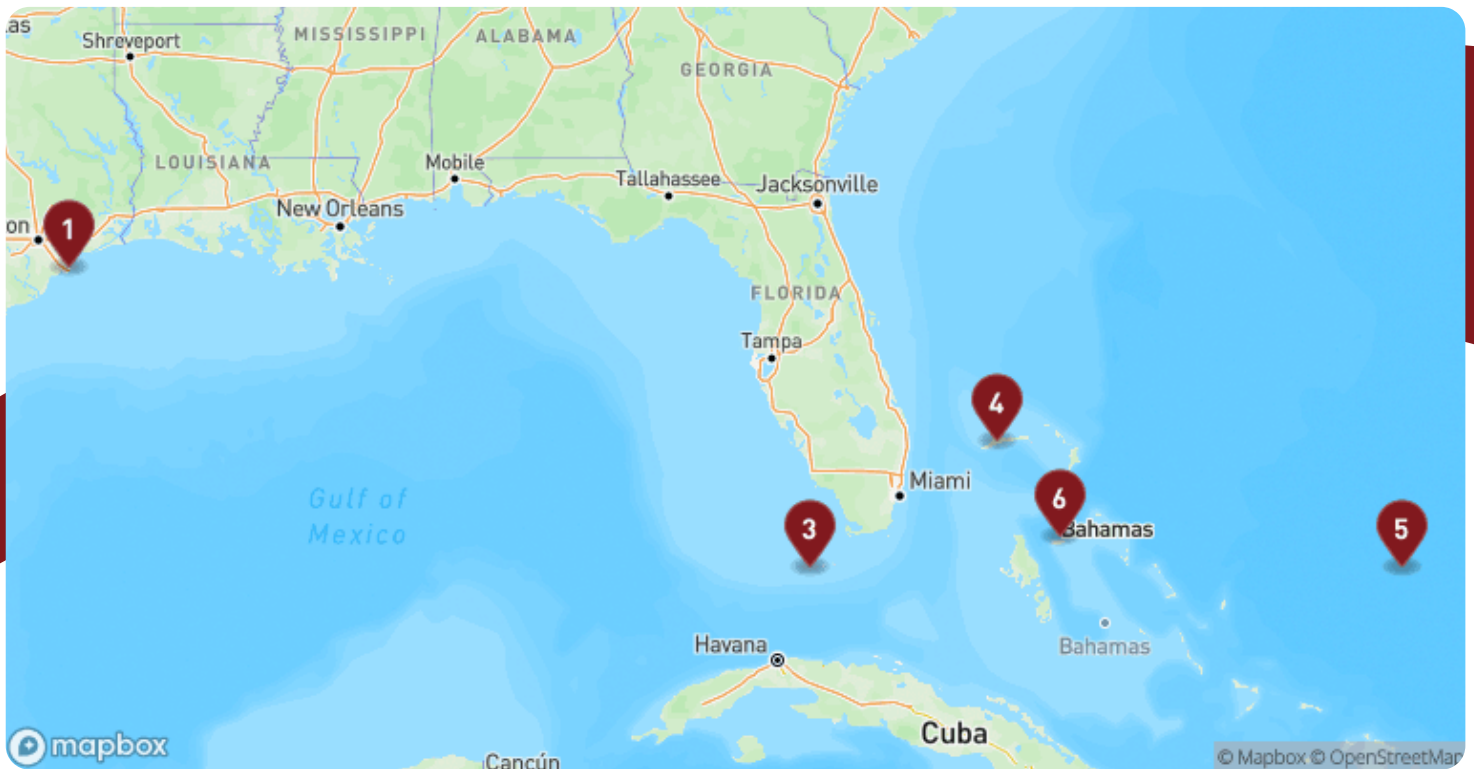 as
Shreveport
MISSISSIPPI
ALABAMA
GEORGIA
LOUISIANA
Mobile
Tallahassee
Jacksonville
New Orleans
on
1
FLORIDA
Tampa
4
Miami
Gulf of
Mexico
6
3
5
Bahamas
Havana
Bahamas
Cuba
Cancún
mapbox
© Mapbox © OpenStreetMap